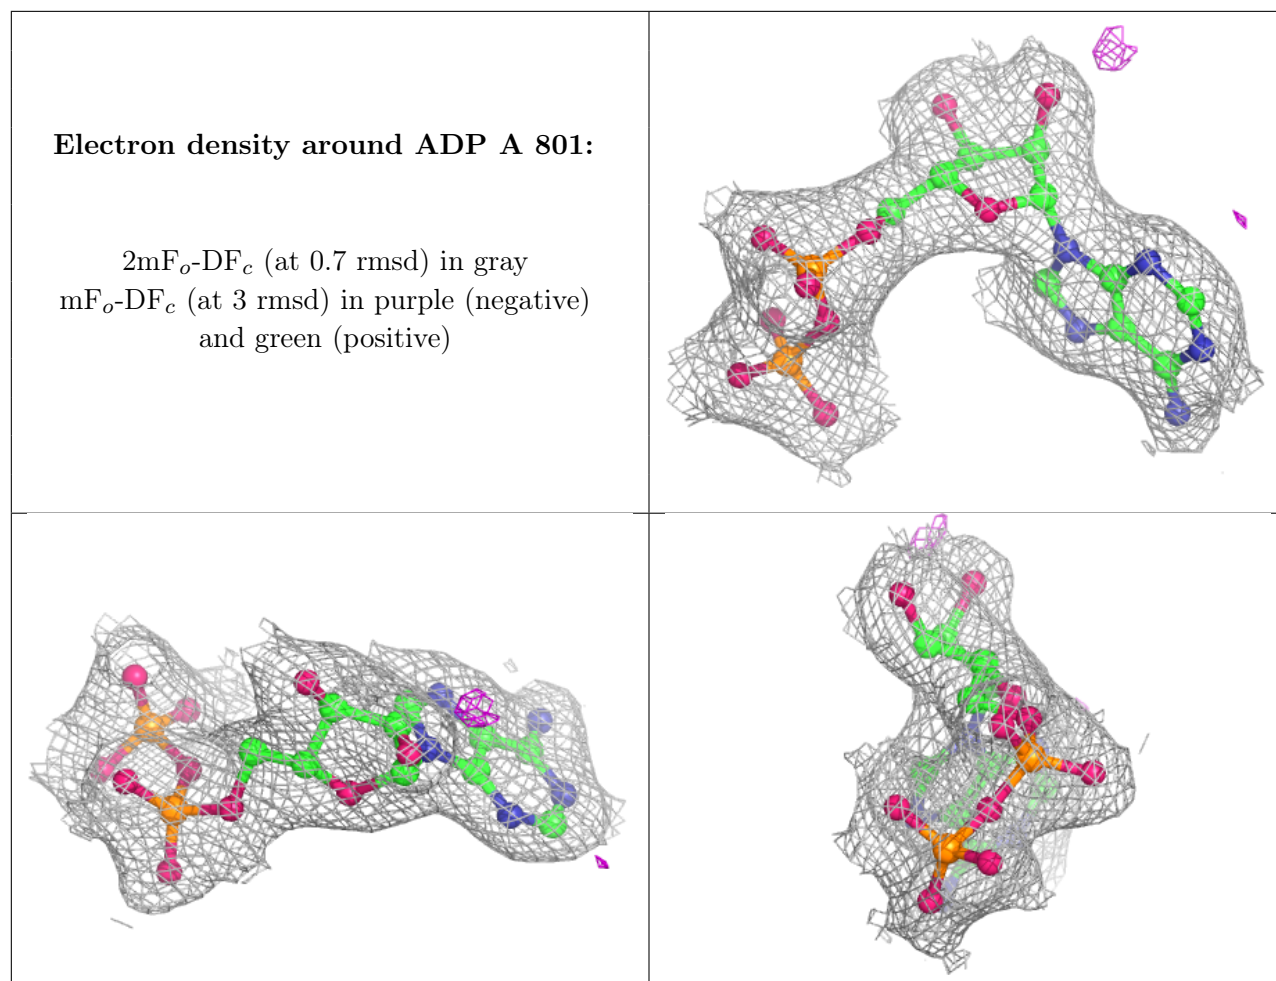 Electron density around ADP A 801:
2mFₒ-DF𝒸 (at 0.7 rmsd) in gray
mFₒ-DF𝒸 (at 3 rmsd) in purple (negative)
and green (positive)